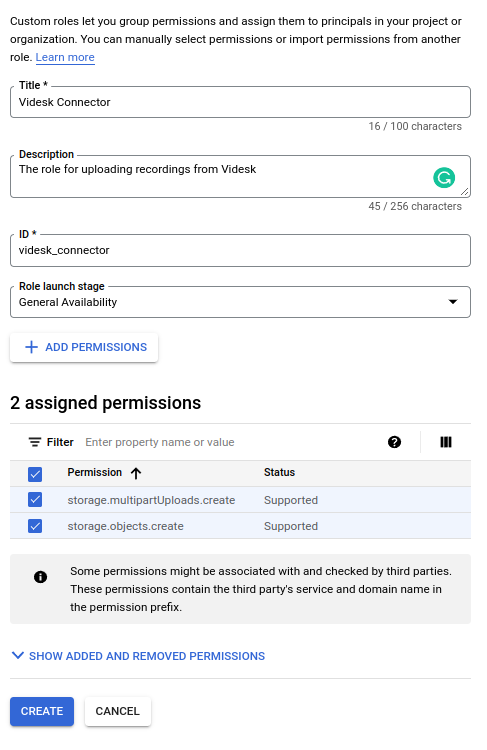 Custom roles let you group permissions and assign them to principals in your project or
organization. You can manually select permissions or import permissions from another
role. Learn more
Title *
Videsk Connector
16 / 100 characters
Description
The role for uploading recordings from Videsk
45 / 256 characters
ID *
videsk_connector
Role launch stage
General Availability
ADD PERMISSIONS
2 assigned permissions
Filter Enter property name or value
Permission Status
storage.multipartUploads.create Supported
storage.objects.create Supported
Some permissions might be associated with and checked by third parties.
These permissions contain the third party's service and domain name in
the permission prefix.
SHOW ADDED AND REMOVED PERMISSIONS
CREATE CANCEL